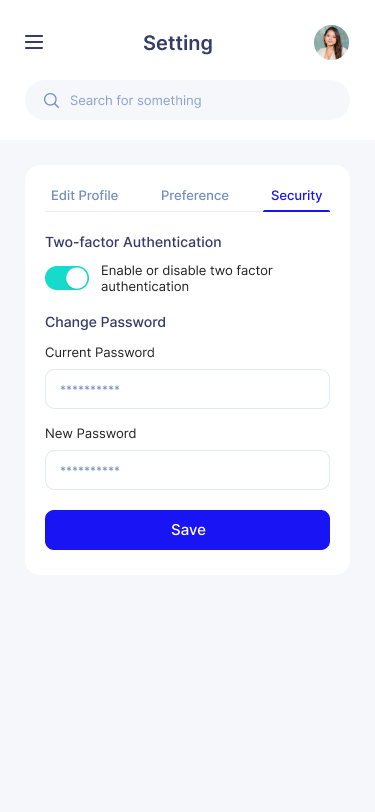 Setting
Search for something
Edit Profile
Preference
Security
Two-factor Authentication
Enable or disable two factor
authentication
Change Password
Current Password
**********
New Password
**********
Save